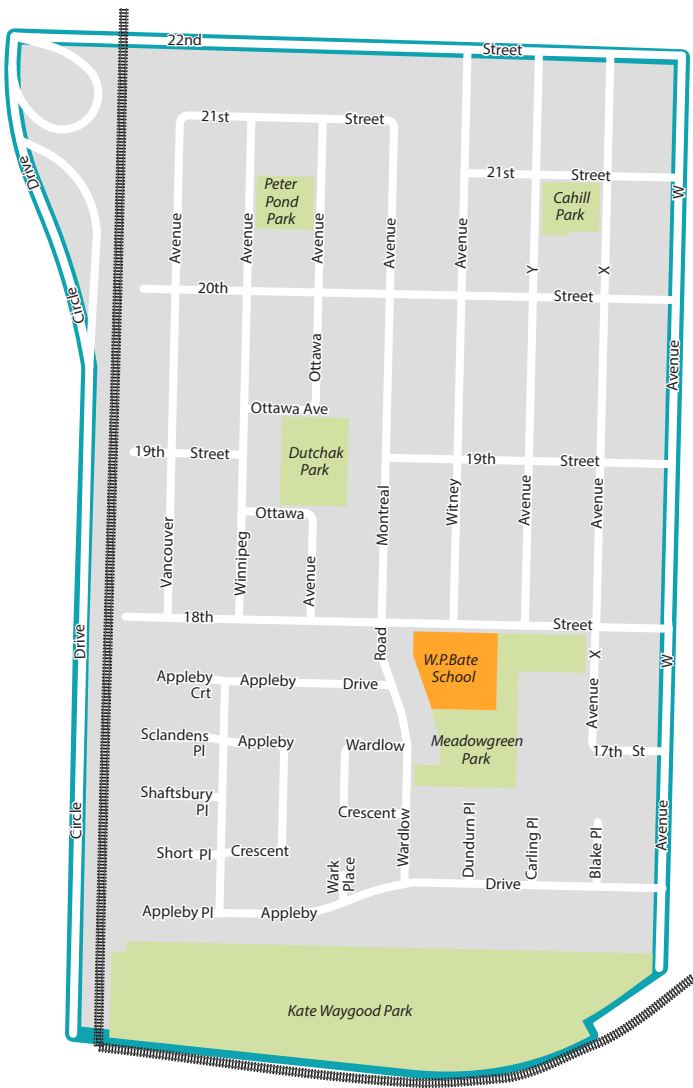 22nd
Street
21st
Street
21st
Street
Drive
W
Peter
Pond
Park
Cahill
Park
Avenue
Avenue
Avenue
Avenue
Avenue
Y
X
20th
Street
Circle
Ottawa
Avenue
Ottawa Ave
19th
Street
Dutchak
Park
19th
Street
Montreal
Witney
Avenue
Avenue
Ottawa
Vancouver
Winnipeg
Avenue
18th
Street
Drive
Road
W.P.Bate
School
X
W
Appleby
Crt
Appleby
Drive
Avenue
Sclandens
Pl
Appleby
Wardlow
Meadowgreen
Park
17th St
Shaftsbury
Pl
Crescent
Circle
Wardlow
Dundurn Pl
Carling Pl
Blake Pl
Avenue
Short Pl
Crescent
Wark
Place
Drive
Appleby Pl
Appleby
Kate Waygood Park